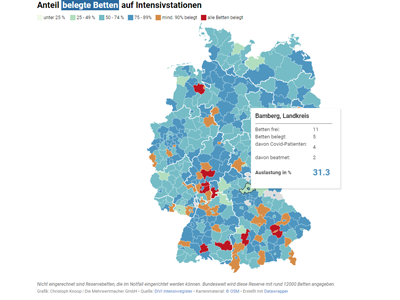 Anteil belegte Betten auf Intensivstationen
unter 25 % 25 - 49 % 50 - 74 % 75 - 89% mind. 90% belegt alle Betten belegt
Bamberg, Landkreis
Betten frei: 11
Betten belegt: 5
davon Covid-Patienten: 4
davon beatmet: 2
Auslastung in % 31.3
Nicht eingerechnet sind Reservebetten, die im Notfall eingerichtet werden können. Bundesweit wird diese Reserve mit rund 12000 Betten angegeben.
Grafik: Christoph Knoop / Die Mehrwertmacher GmbH • Quelle: DIVI Intensivregister • Kartenmaterial: © OSM • Erstellt mit Datawrapper